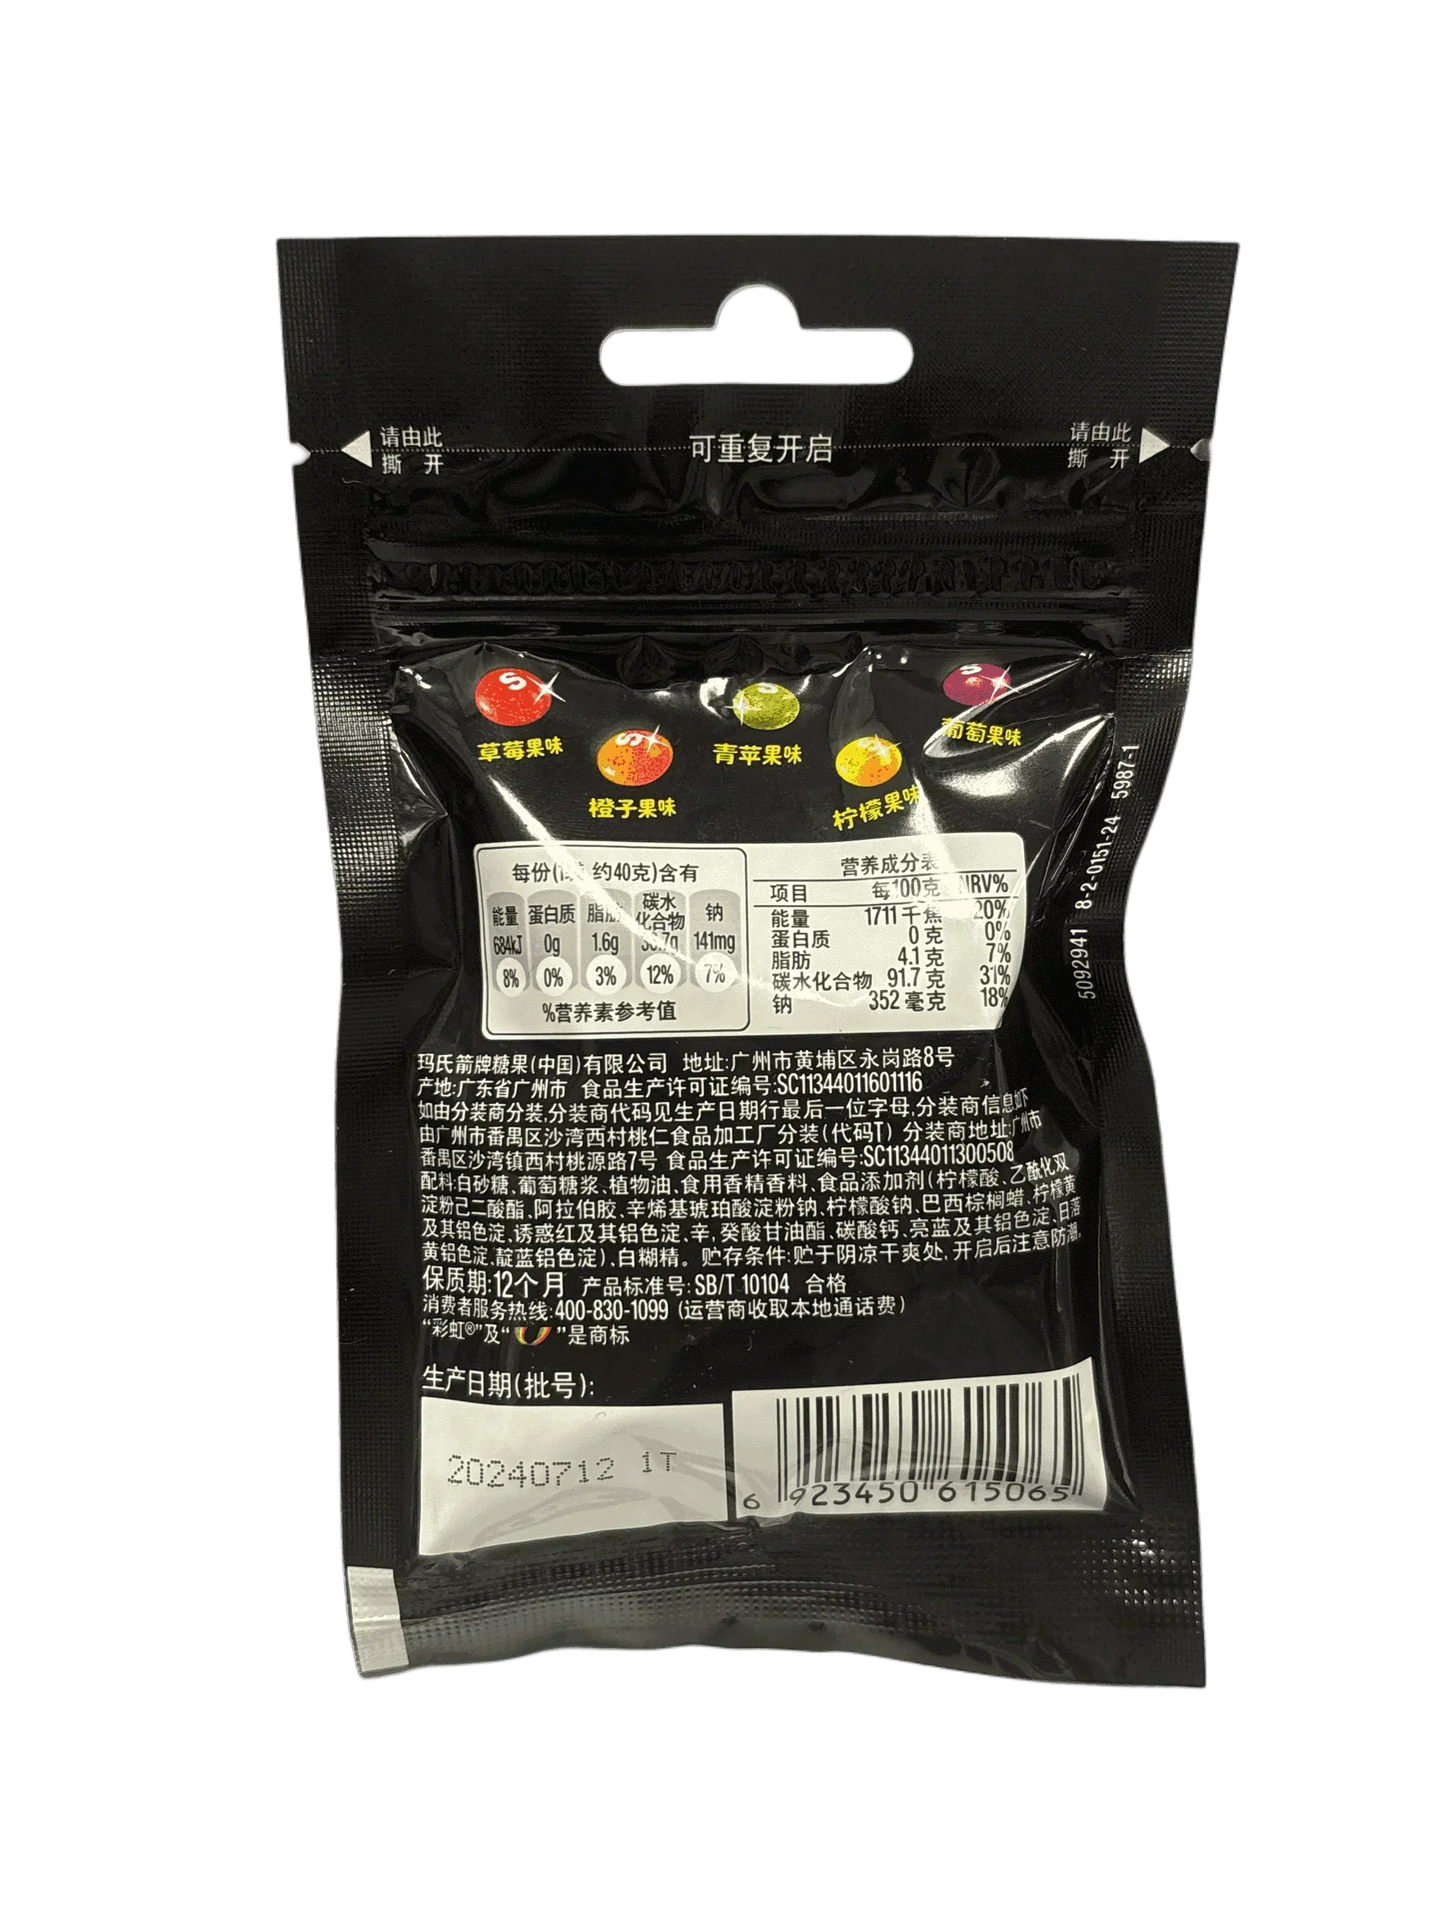 请由此
撕 开
可重复开启
请由此
撕 开
草莓果味
橙子果味
青苹果味
柠檬果味
葡萄果味
5092941 8-2-0151-24 5987-1
每份( 约40克)含有
能量 蛋白质 脂肪 碳水化合物 钠
684kJ 0g 1.6g 141mg
8% 0% 3% 12% 7%
%营养素参考值
营养成分表
项目 每100克 NRV%
能量 1711千焦 20%
蛋白质 0克 0%
脂肪 4.1克 7%
碳水化合物 91.7克 31%
钠 352毫克 18%
玛氏箭牌糖果(中国)有限公司 地址:广州市黄埔区永岗路8号
产地:广东省广州市 食品生产许可证编号:SC11344011601116
如由分装商分装,分装商代码见生产日期行最后一位字母,分装商信息如下
由广州市番禺区沙湾西村桃仁食品加工厂分装(代码T) 分装商地址:广州市
番禺区沙湾镇西村桃源路7号 食品生产许可证编号:SC11344011300508
配料:白砂糖、葡萄糖浆、植物油、食用香精香料、食品添加剂(柠檬酸、乙酰化双
淀粉己二酸酯、阿拉伯胶、辛烯基琥珀酸淀粉钠、柠檬酸钠、巴西棕榈蜡、柠檬黄
及其铝色淀、诱惑红及其铝色淀、辛,癸酸甘油酯、碳酸钙、亮蓝及其铝色淀、日落
黄铝色淀、靛蓝铝色淀)、白糊精。 贮存条件:贮于阴凉干爽处, 开启后注意防潮.
保质期:12个月 产品标准号:SB/T 10104 合格
消费者服务热线:400-830-1099 (运营商收取本地通话费)
“彩虹®”及“ ”是商标
生产日期(批号):
20240712 1T
6 923450 615065